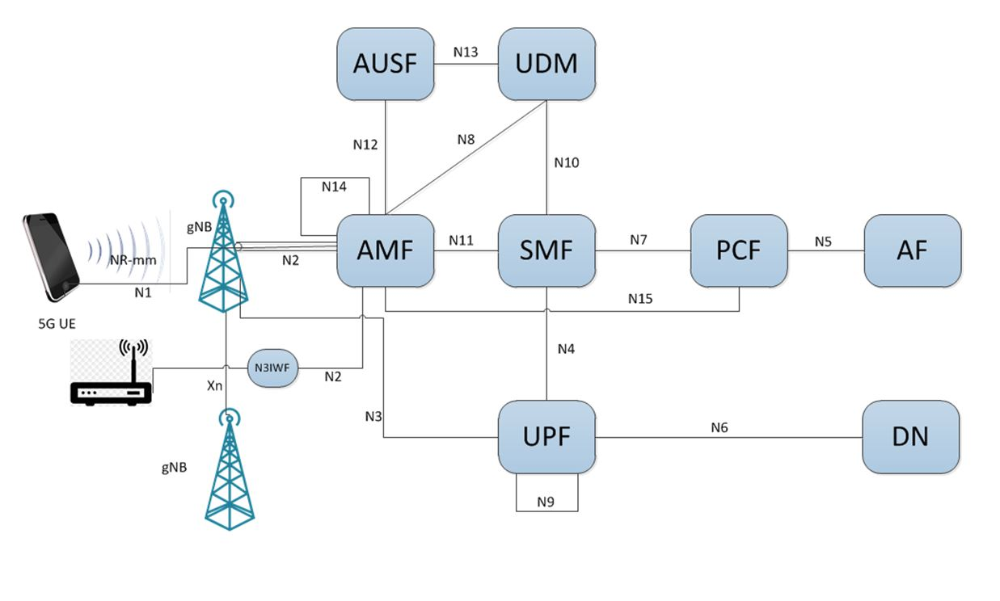 AUSF
N13
UDM
N12
N8
N10
N14
gNB
NR-mm
N1
5G UE
N2
AMF
N11
SMF
N7
PCF
N5
AF
N15
N4
N3IWF
N2
Xn
N3
UPF
N6
DN
gNB
N9